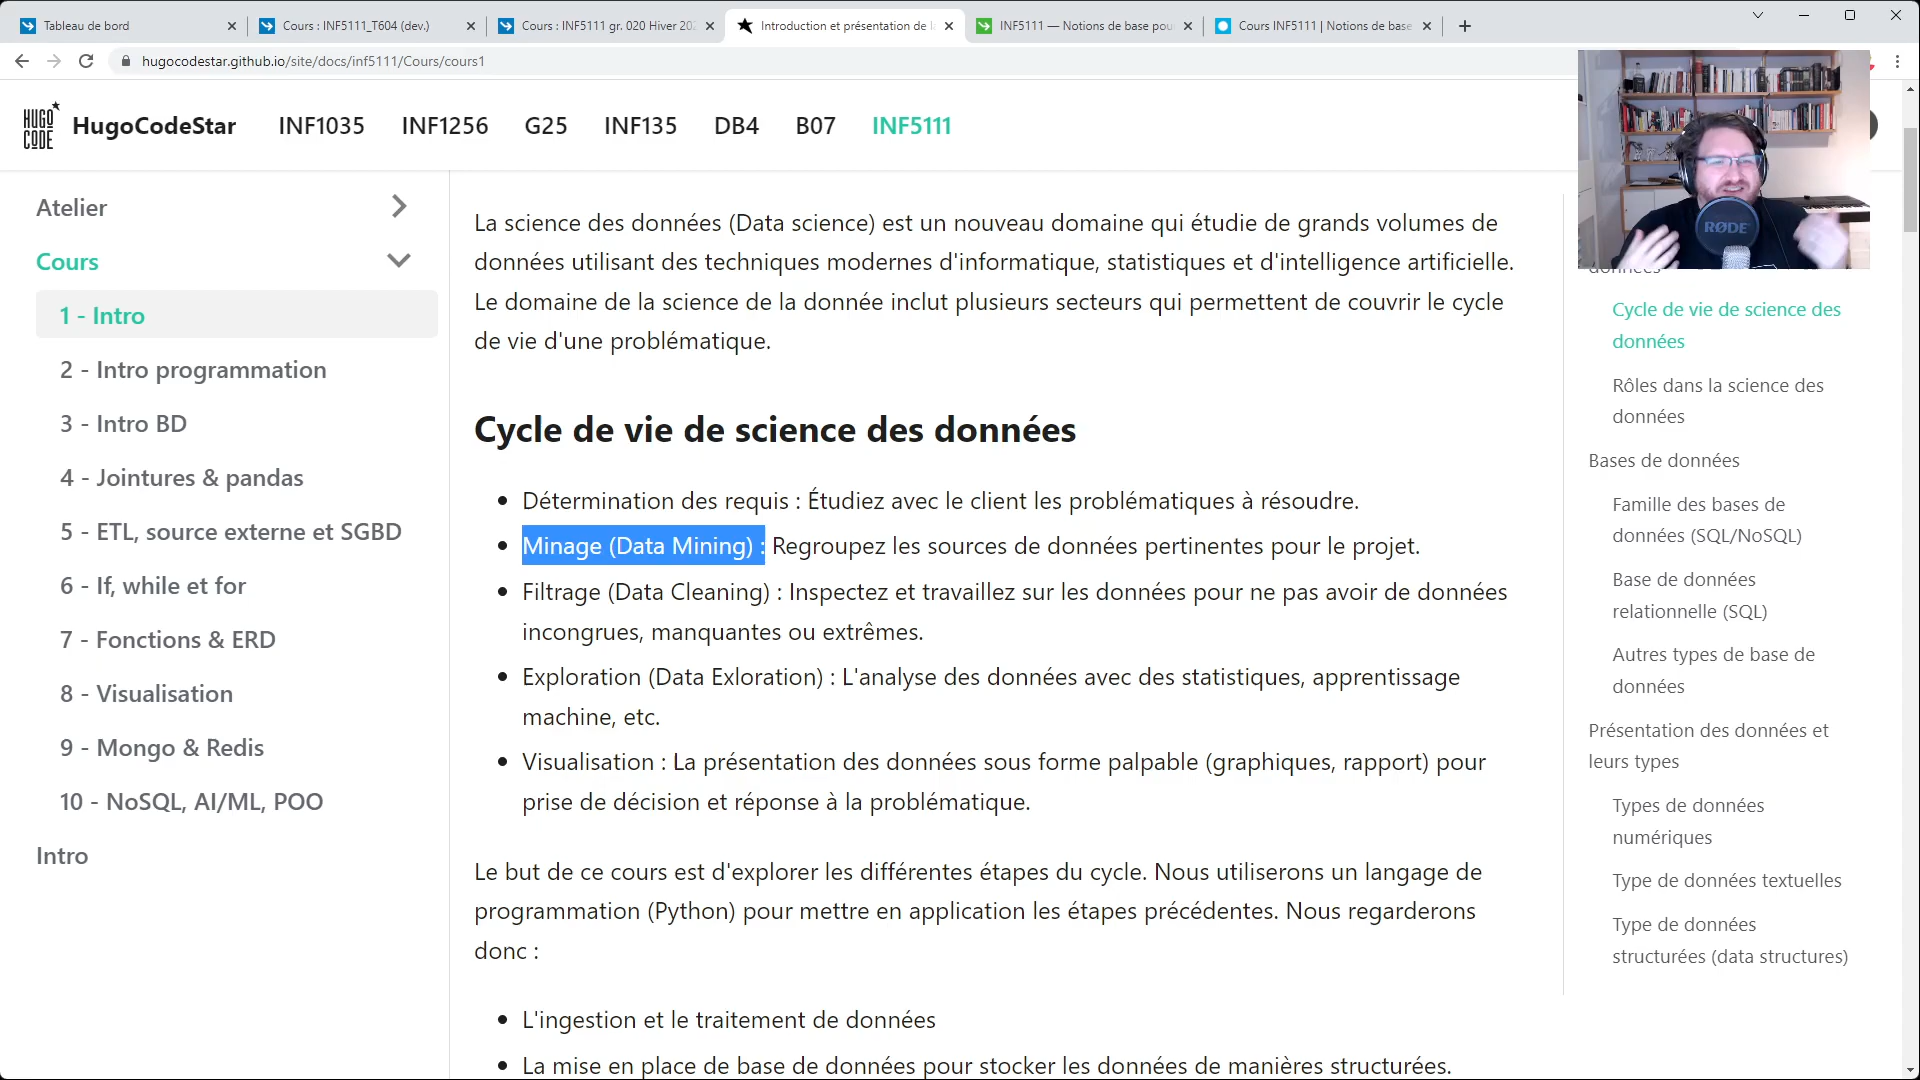 Tableau de bord
Cours : INF5111_T604 (dev.)
Cours : INF5111 gr. 020 Hiver 202
Introduction et présentation de l
INF5111 — Notions de base pou
Cours INF5111 | Notions de base
hugocodestar.github.io/site/docs/inf5111/Cours/cours1
HUGO
CODE
HugoCodeStar
INF1035
INF1256
G25
INF135
DB4
B07
INF5111
Atelier
Cours
1 - Intro
2 - Intro programmation
3 - Intro BD
4 - Jointures & pandas
5 - ETL, source externe et SGBD
6 - If, while et for
7 - Fonctions & ERD
8 - Visualisation
9 - Mongo & Redis
10 - NoSQL, AI/ML, POO
Intro
La science des données (Data science) est un nouveau domaine qui étudie de grands volumes de
données utilisant des techniques modernes d'informatique, statistiques et d'intelligence artificielle.
Le domaine de la science de la donnée inclut plusieurs secteurs qui permettent de couvrir le cycle
de vie d'une problématique.
Cycle de vie de science des données
Détermination des requis : Étudiez avec le client les problématiques à résoudre.
Minage (Data Mining) : Regroupez les sources de données pertinentes pour le projet.
Filtrage (Data Cleaning) : Inspectez et travaillez sur les données pour ne pas avoir de données
incongrues, manquantes ou extrêmes.
Exploration (Data Exloration) : L'analyse des données avec des statistiques, apprentissage
machine, etc.
Visualisation : La présentation des données sous forme palpable (graphiques, rapport) pour
prise de décision et réponse à la problématique.
Le but de ce cours est d'explorer les différentes étapes du cycle. Nous utiliserons un langage de
programmation (Python) pour mettre en application les étapes précédentes. Nous regarderons
donc :
L'ingestion et le traitement de données
La mise en place de base de données pour stocker les données de manières structurées.
RØDE
données
Cycle de vie de science des
données
Rôles dans la science des
données
Bases de données
Famille des bases de
données (SQL/NoSQL)
Base de données
relationnelle (SQL)
Autres types de base de
données
Présentation des données et
leurs types
Types de données
numériques
Type de données textuelles
Type de données
structurées (data structures)